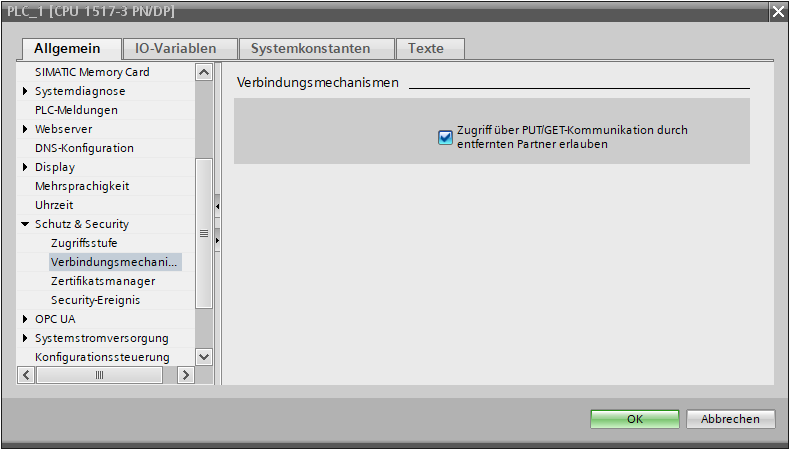 PLC_1 [CPU 1517-3 PN/DP]
Allgemein
IO-Variablen
Systemkonstanten
Texte
SIMATIC Memory Card
Systemdiagnose
PLC-Meldungen
Webserver
DNS-Konfiguration
Display
Mehrsprachigkeit
Uhrzeit
Schutz & Security
Zugriffsstufe
Verbindungsmechani...
Zertifikatsmanager
Security-Ereignis
OPC UA
Systemstromversorgung
Konfigurationssteuerung
Verbindungsmechanismen
Zugriff über PUT/GET-Kommunikation durch
entfernten Partner erlauben
OK
Abbrechen